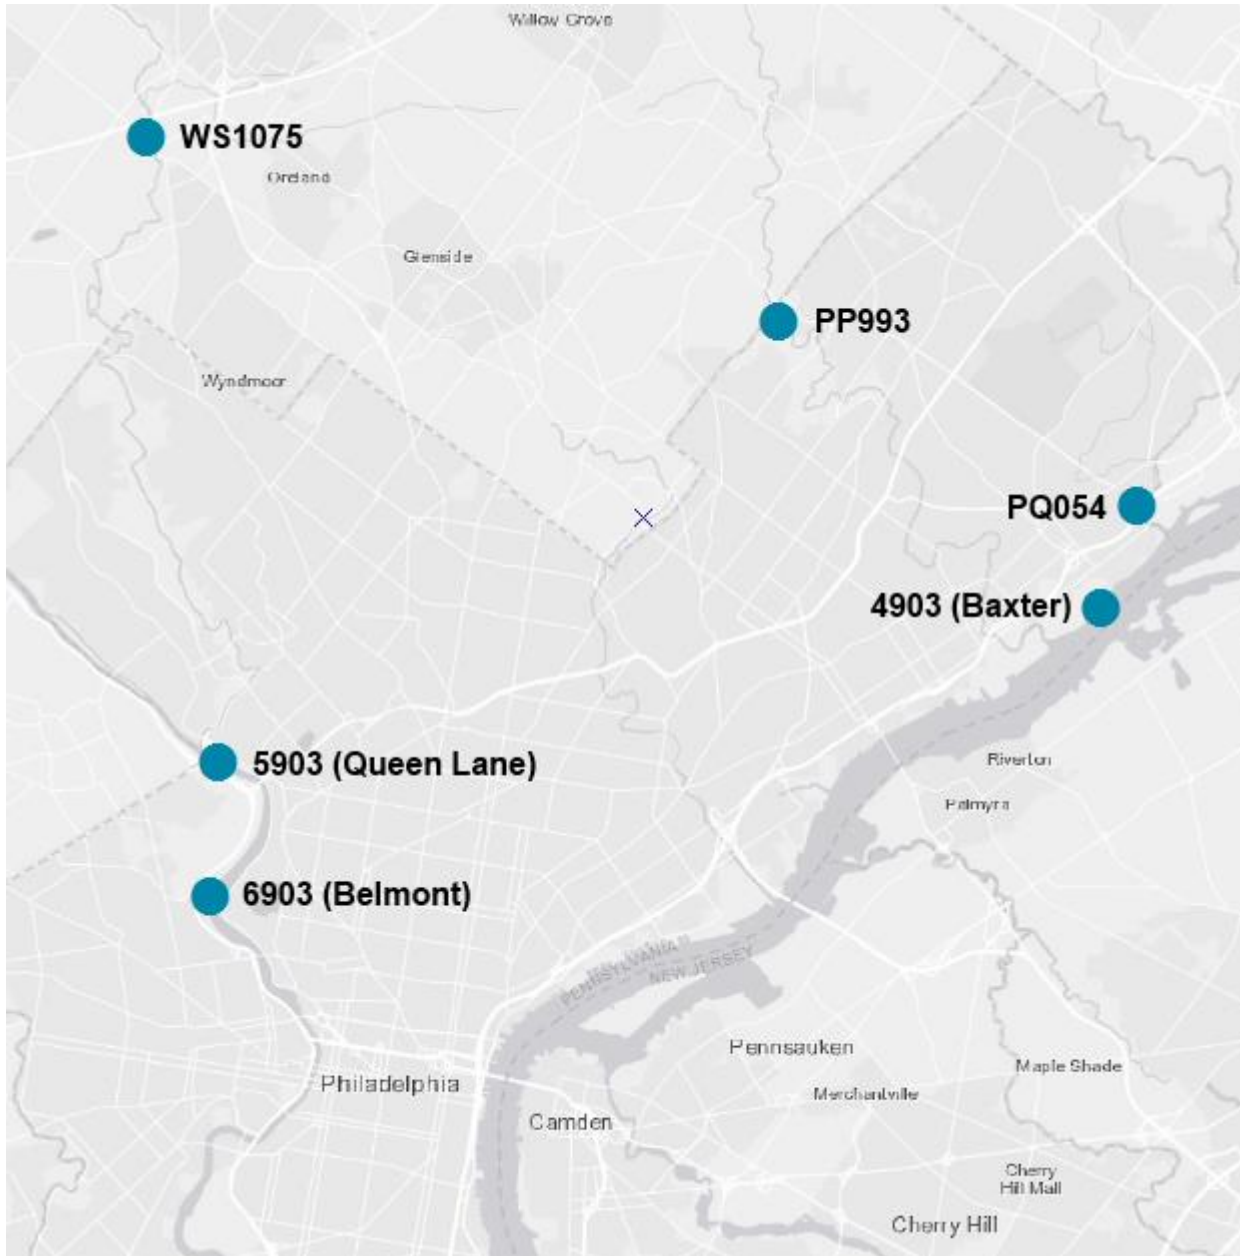 Willow Grove
WS1075
Oreland
Glenside
PP993
Wyndmoor
PQ054
4903 (Baxter)
5903 (Queen Lane)
Riverton
Palmyra
6903 (Belmont)
PENNSYLVANIA
NEW JERSEY
Pennsauken
Maple Shade
Philadelphia
Merchantville
Camden
Cherry
Hill Mall
Cherry Hill